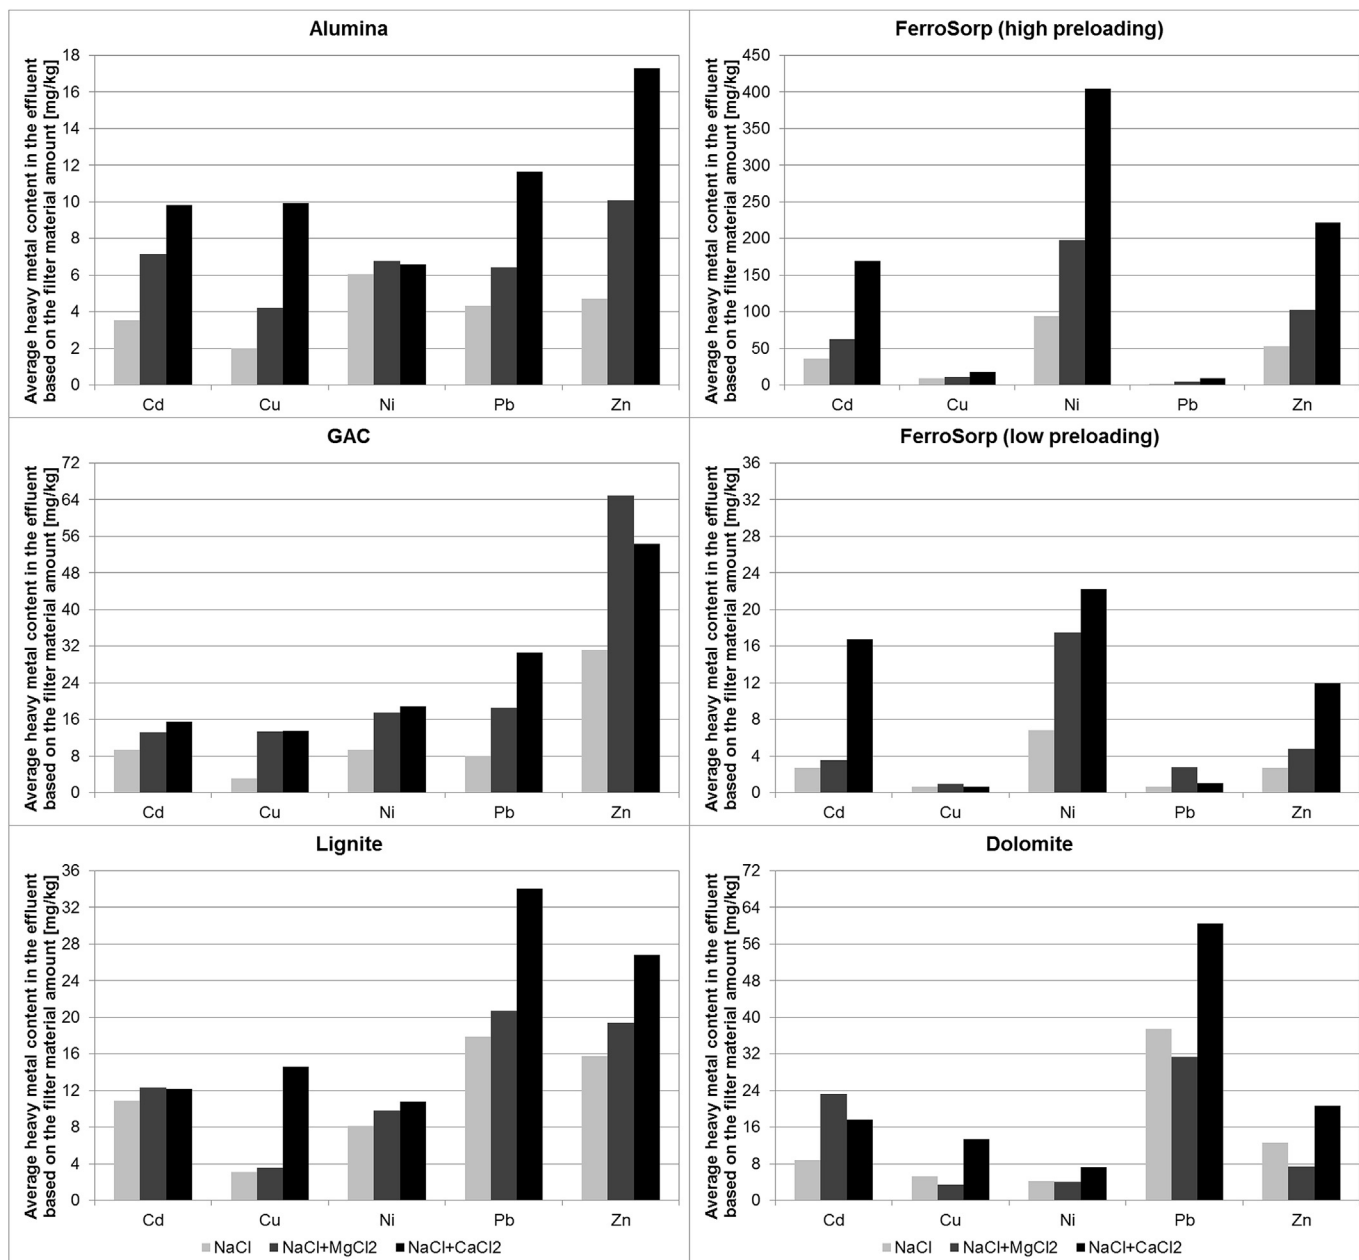 Alumina
Average heavy metal content in the effluent
based on the filter material amount [mg/kg]
18
16
14
12
10
8
6
4
2
0
Cd Cu Ni Pb Zn
FerroSorp (high preloading)
Average heavy metal content in the effluent
based on the filter material amount [mg/kg]
450
400
350
300
250
200
150
100
50
0
Cd Cu Ni Pb Zn
GAC
Average heavy metal content in the effluent
based on the filter material amount [mg/kg]
72
64
56
48
40
32
24
16
8
0
Cd Cu Ni Pb Zn
FerroSorp (low preloading)
Average heavy metal content in the effluent
based on the filter material amount [mg/kg]
36
32
28
24
20
16
12
8
4
0
Cd Cu Ni Pb Zn
Lignite
Average heavy metal content in the effluent
based on the filter material amount [mg/kg]
36
32
28
24
20
16
12
8
4
0
Cd Cu Ni Pb Zn
NaCl NaCl+MgCl2 NaCl+CaCl2
Dolomite
Average heavy metal content in the effluent
based on the filter material amount [mg/kg]
72
64
56
48
40
32
24
16
8
0
Cd Cu Ni Pb Zn
NaCl NaCl+MgCl2 NaCl+CaCl2